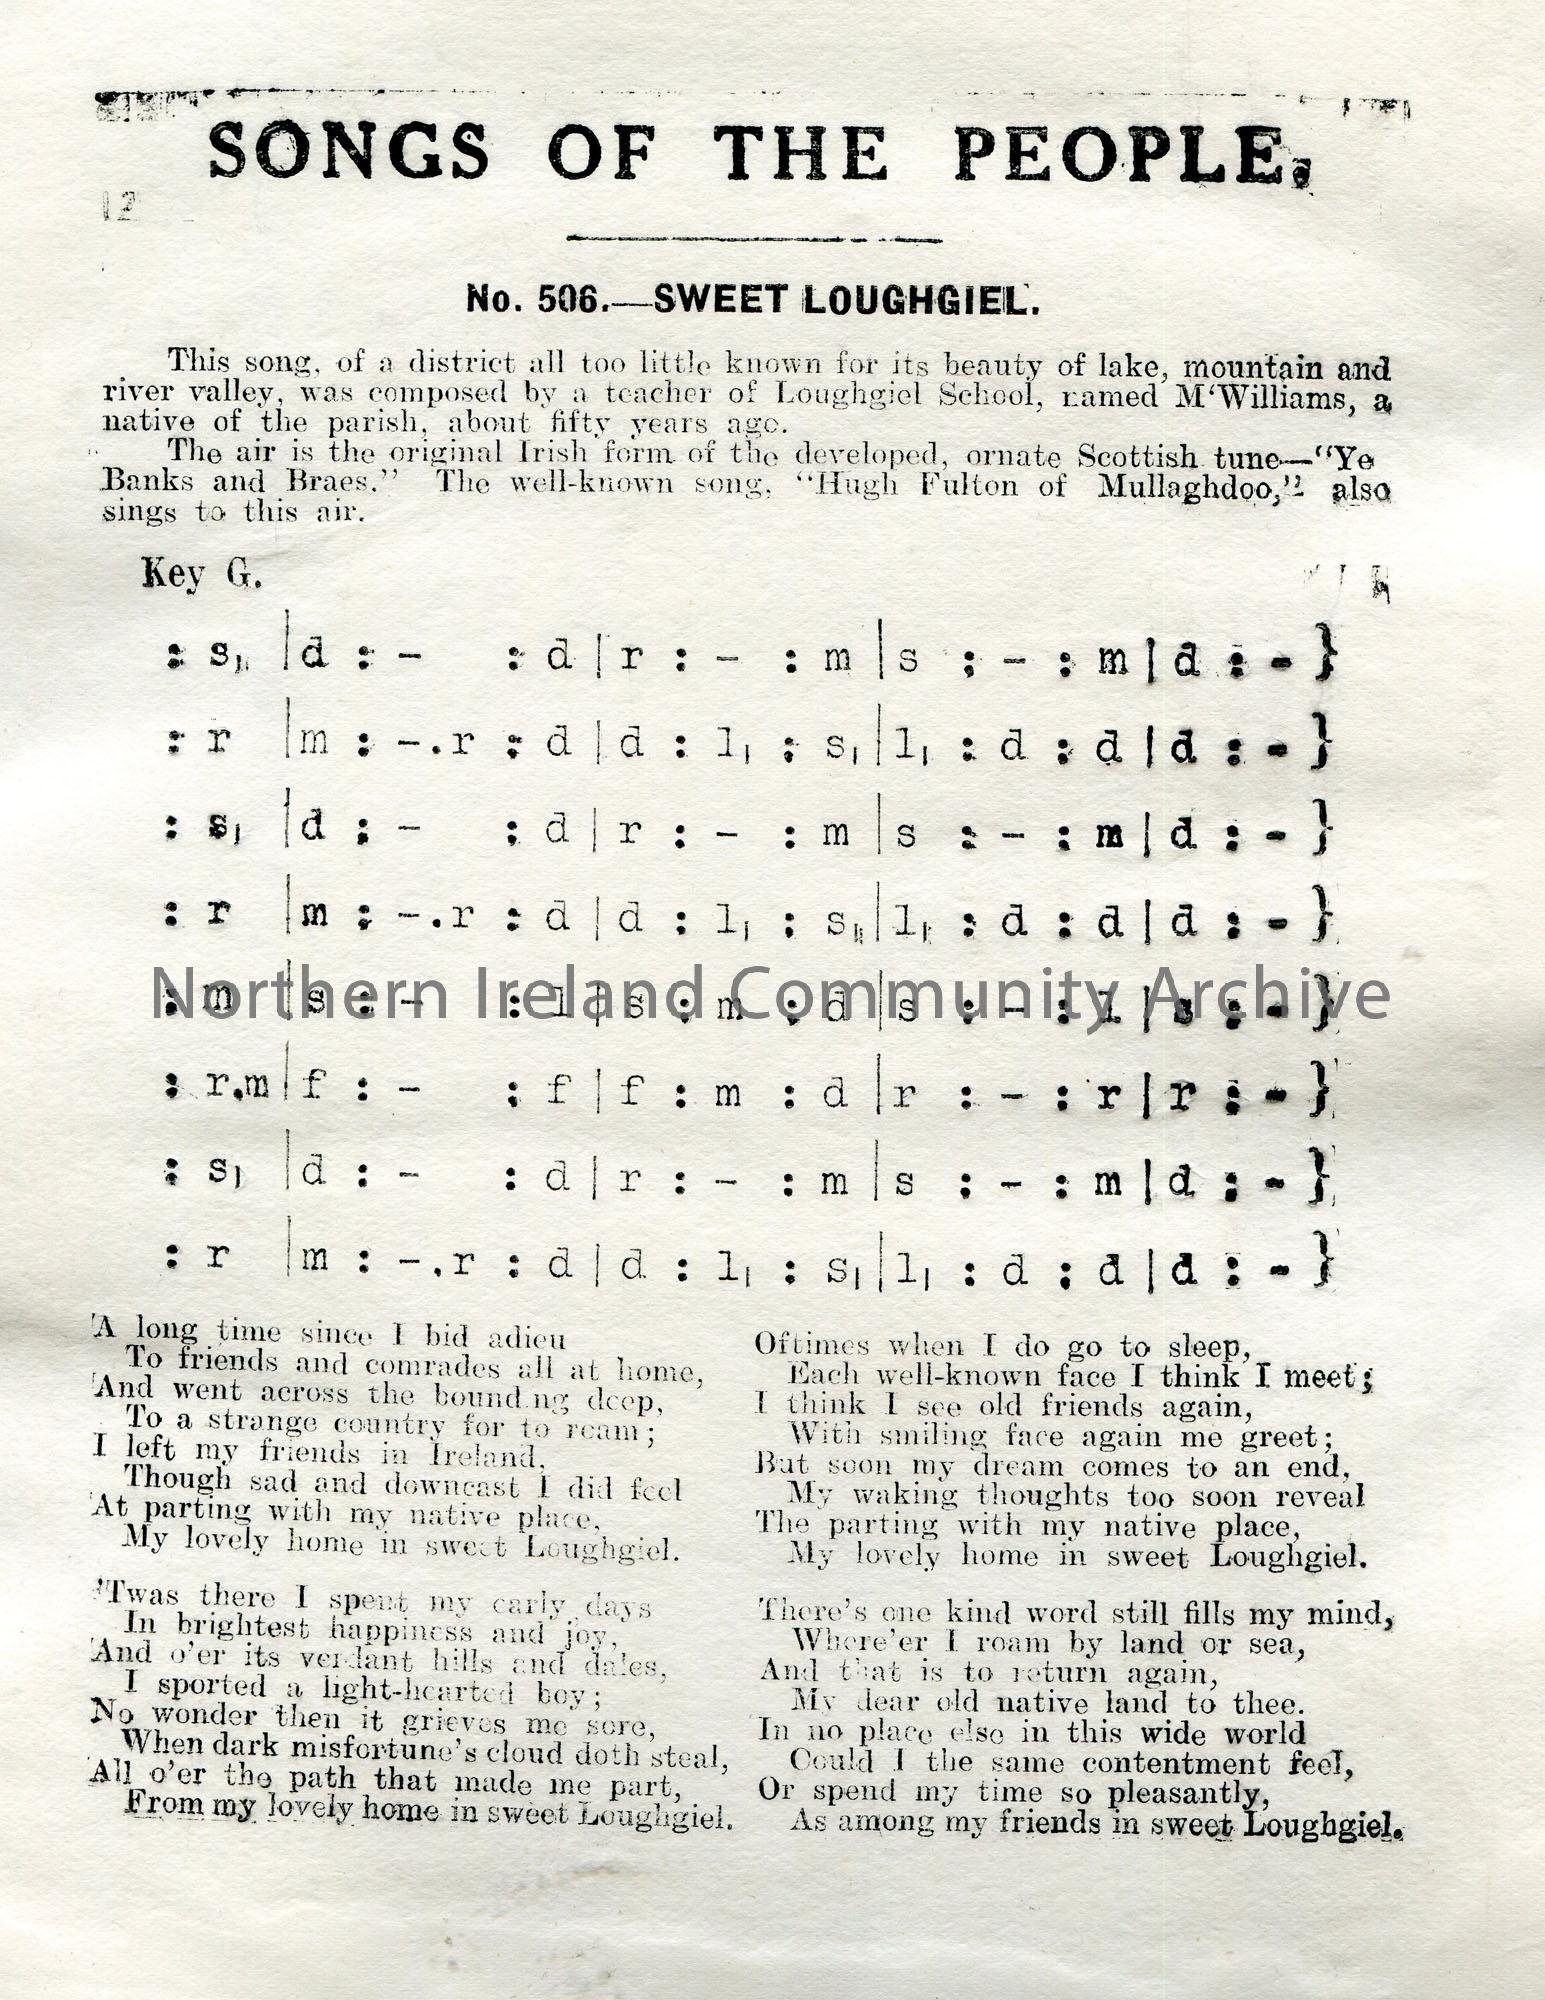 SONGS OF THE PEOPLE.
12
No. 506.—SWEET LOUGHGIEL.
This song, of a district all too little known for its beauty of lake, mountain and
river valley, was composed by a teacher of Loughgiel School, named M'Williams, a
native of the parish, about fifty years ago.
The air is the original Irish form of the developed, ornate Scottish tune—"Ye
Banks and Braes." The well-known song, "Hugh Fulton of Mullaghdoo," also
sings to this air.
Key G.
: s, |d : - : d | r : - : m |s : - : m | d : - }
: r |m : -.r : d | d : l, : s, |l, : d : d | d : - }
: s, |d : - : d | r : - : m |s : - : m | d : - }
: r |m : -.r : d | d : l, : s, |l, : d : d | d : - }
: m |s : - : l | s : m : d |s : - : l | s : - }
Northern Ireland Community Archive
: r.m |f : - : f | f : m : d |r : - : r | r : - }
: s, |d : - : d | r : - : m |s : - : m | d : - }
: r |m : -.r : d | d : l, : s, |l, : d : d | d : - }
A long time since I bid adieu
To friends and comrades all at home,
And went across the bounding deep,
To a strange country for to roam;
I left my friends in Ireland,
Though sad and downcast I did feel
At parting with my native place,
My lovely home in sweet Loughgiel.
'Twas there I spent my early days
In brightest happiness and joy,
And o'er its verdant hills and dales,
I sported a light-hearted boy;
No wonder then it grieves me sore,
When dark misfortune's cloud doth steal,
All o'er the path that made me part,
From my lovely home in sweet Loughgiel.
Oftimes when I do go to sleep,
Each well-known face I think I meet;
I think I see old friends again,
With smiling face again me greet;
But soon my dream comes to an end,
My waking thoughts too soon reveal
The parting with my native place,
My lovely home in sweet Loughgiel.
There's one kind word still fills my mind,
Where'er I roam by land or sea,
And that is to return again,
My dear old native land to thee.
In no place else in this wide world
Could I the same contentment feel,
Or spend my time so pleasantly,
As among my friends in sweet Loughgiel.